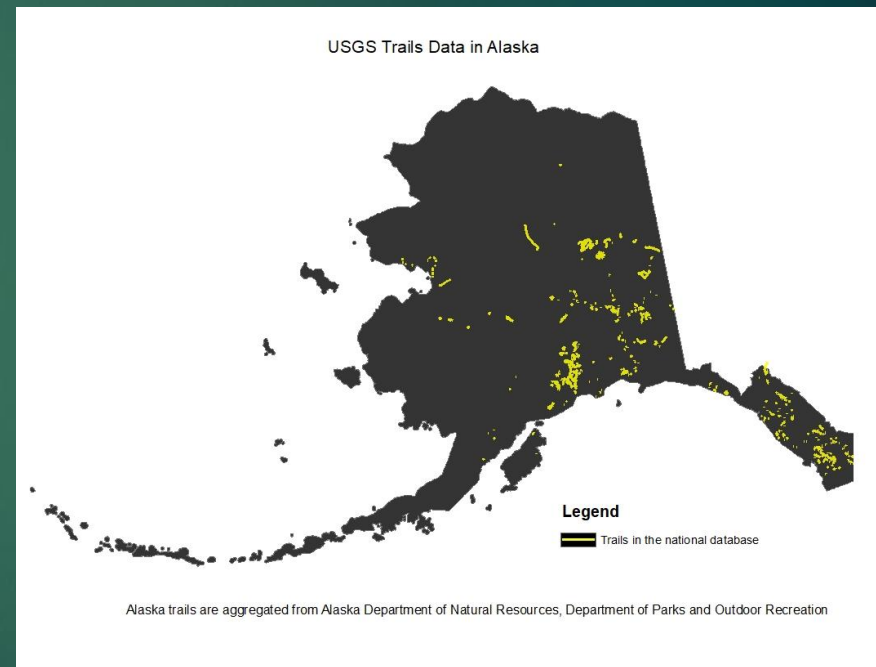 USGS Trails Data in Alaska
Legend
Trails in the national database
Alaska trails are aggregated from Alaska Department of Natural Resources, Department of Parks and Outdoor Recreation